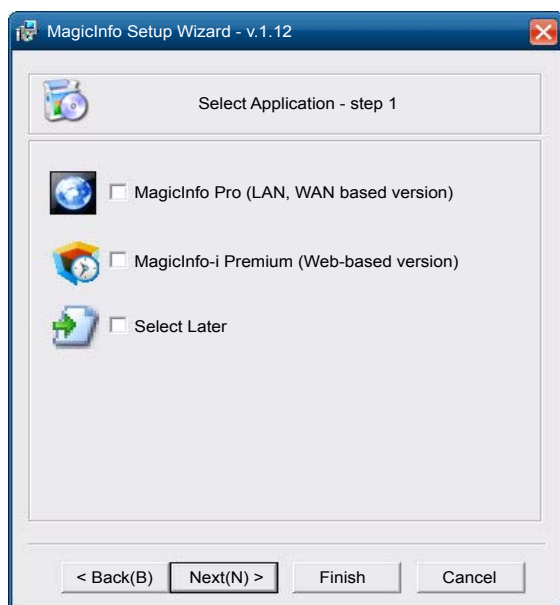 MagicInfo Setup Wizard - v.1.12
Select Application - step 1
MagicInfo Pro (LAN, WAN based version)
MagicInfo-i Premium (Web-based version)
Select Later
< Back(B) Next(N) > Finish Cancel